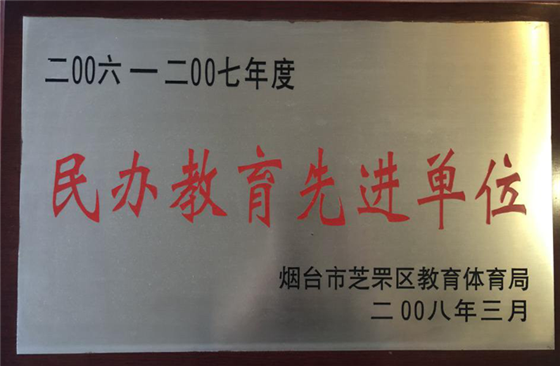 二00六一二00七年度
民办教育先进单位
烟台市芝罘区教育体育局
二00八年三月